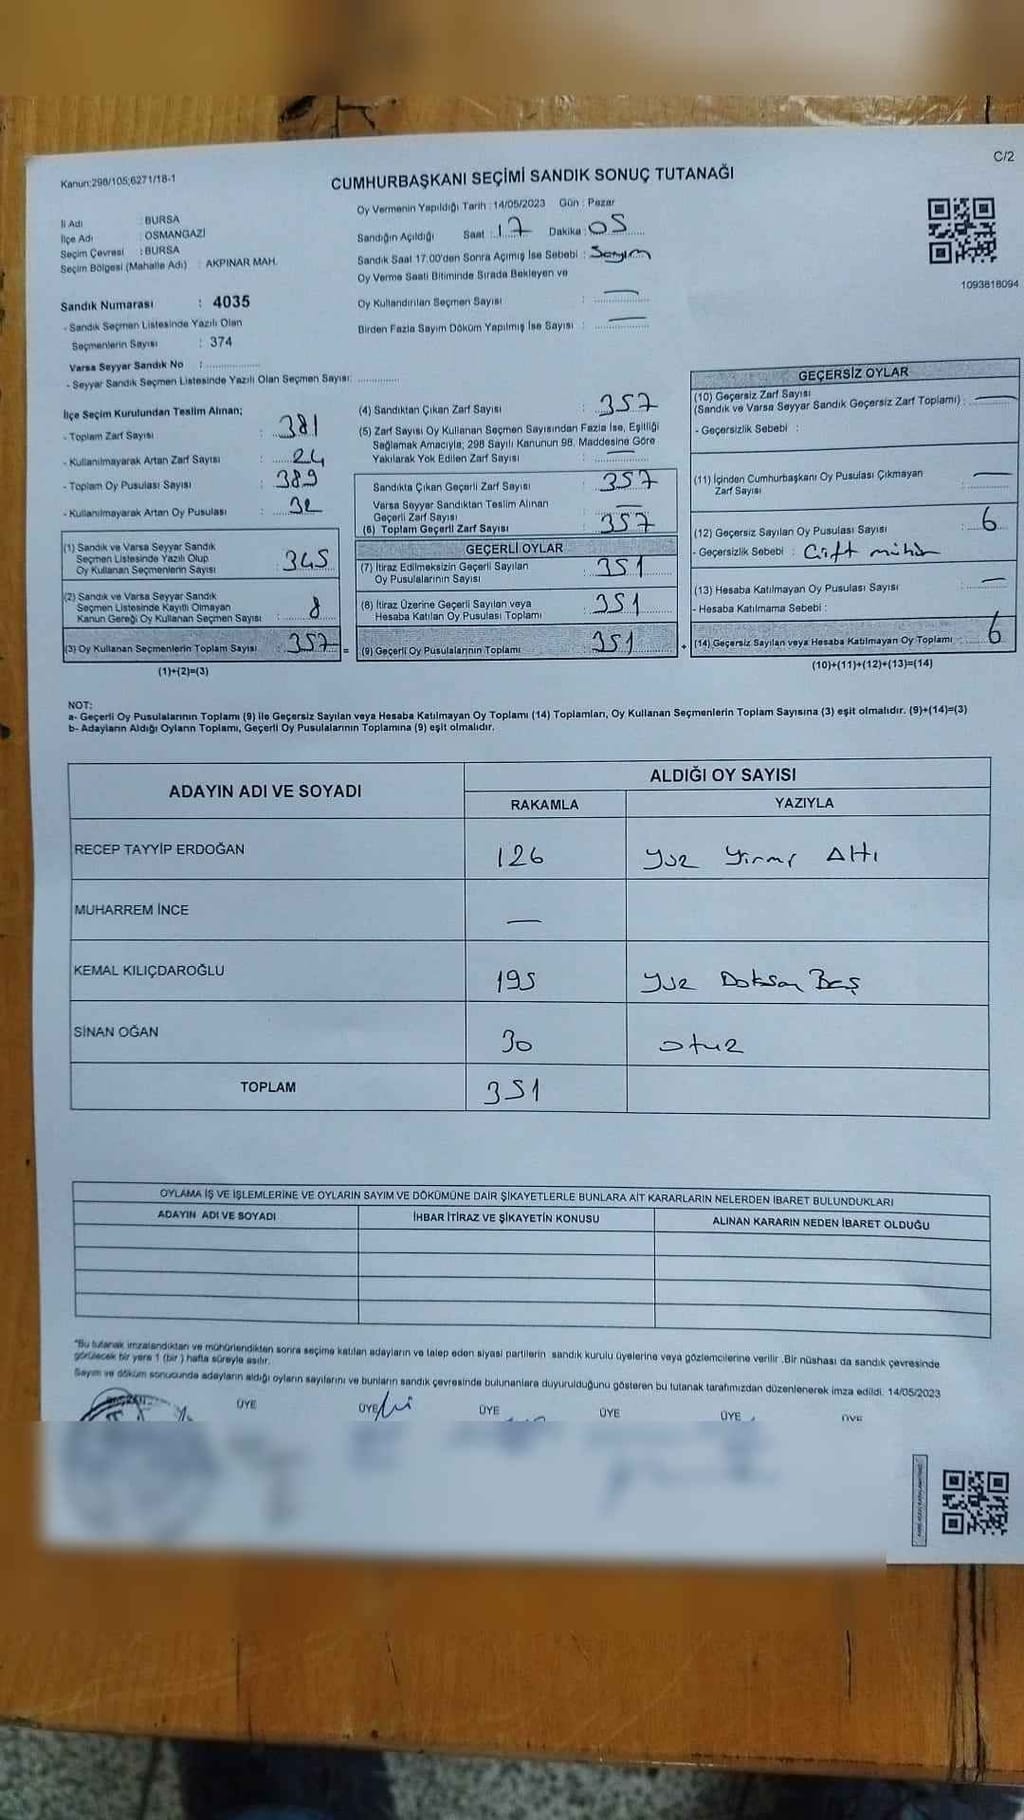 C/2
Kanun:298/105;6271/18-1
CUMHURBAŞKANI SEÇİMİ SANDIK SONUÇ TUTANAĞI
İl Adı : BURSA
İlçe Adı : OSMANGAZİ
Seçim Çevresi : BURSA
Seçim Bölgesi (Mahalle Adı) : AKPINAR MAH.
Sandık Numarası : 4035
- Sandık Seçmen Listesinde Yazılı Olan
Seçmenlerin Sayısı : 374
Varsa Seyyar Sandık No : ...............
- Seyyar Sandık Seçmen Listesinde Yazılı Olan Seçmen Sayısı: ...........
Oy Vermenin Yapıldığı Tarih : 14/05/2023 Gün : Pazar
Sandığın Açıldığı Saat : 17 Dakika : 05
Sandık Saat 17.00'den Sonra Açımış İse Sebebi : Sayım
Oy Verme Saati Bitiminde Sırada Bekleyen ve
Oy Kullandırılan Seçmen Sayısı : —
Birden Fazla Sayım Döküm Yapılmış İse Sayısı : —
1093818094
İlçe Seçim Kurulundan Teslim Alınan;
- Toplam Zarf Sayısı : 381
- Kullanılmayarak Artan Zarf Sayısı : 24
- Toplam Oy Pusulası Sayısı : 389
- Kullanılmayarak Artan Oy Pusulası : 32
(1) Sandık ve Varsa Seyyar Sandık
Seçmen Listesinde Yazılı Olup
Oy Kullanan Seçmenlerin Sayısı : 345
(2) Sandık ve Varsa Seyyar Sandık
Seçmen Listesinde Kayıtlı Olmayan
Kanun Gereği Oy Kullanan Seçmen Sayısı : 8
(3) Oy Kullanan Seçmenlerin Toplam Sayısı : 357 =
(1)+(2)=(3)
(4) Sandıktan Çıkan Zarf Sayısı : 357
(5) Zarf Sayısı Oy Kullanan Seçmen Sayısından Fazla İse, Eşitliği
Sağlamak Amacıyla; 298 Sayılı Kanunun 98. Maddesine Göre
Yakılarak Yok Edilen Zarf Sayısı : —
Sandıkta Çıkan Geçerli Zarf Sayısı : 357
Varsa Seyyar Sandıktan Teslim Alınan
Geçerli Zarf Sayısı : —
(6) Toplam Geçerli Zarf Sayısı : 357
GEÇERLİ OYLAR
(7) İtiraz Edilmeksizin Geçerli Sayılan
Oy Pusulalarının Sayısı : 351
(8) İtiraz Üzerine Geçerli Sayılan veya
Hesaba Katılan Oy Pusulası Toplamı : 351
(9) Geçerli Oy Pusulalarının Toplamı : 351 +
GEÇERSİZ OYLAR
(10) Geçersiz Zarf Sayısı
(Sandık ve Varsa Seyyar Sandık Geçersiz Zarf Toplamı) : —
- Geçersizlik Sebebi :
(11) İçinden Cumhurbaşkanı Oy Pusulası Çıkmayan
Zarf Sayısı : —
(12) Geçersiz Sayılan Oy Pusulası Sayısı : 6
- Geçersizlik Sebebi : Çift mühür
(13) Hesaba Katılmayan Oy Pusulası Sayısı : —
- Hesaba Katılmama Sebebi :
(14) Geçersiz Sayılan veya Hesaba Katılmayan Oy Toplamı : 6
(10)+(11)+(12)+(13)=(14)
NOT:
a- Geçerli Oy Pusulalarının Toplamı (9) ile Geçersiz Sayılan veya Hesaba Katılmayan Oy Toplamı (14) Toplamları, Oy Kullanan Seçmenlerin Toplam Sayısına (3) eşit olmalıdır. (9)+(14)=(3)
b- Adayların Aldığı Oyların Toplamı, Geçerli Oy Pusulalarının Toplamına (9) eşit olmalıdır.
ADAYIN ADI VE SOYADI ALDIĞI OY SAYISI
RAKAMLA YAZIYLA
RECEP TAYYİP ERDOĞAN 126 Yüz Yirmi Altı
MUHARREM İNCE —
KEMAL KILIÇDAROĞLU 195 Yüz Doksan Beş
SİNAN OĞAN 30 otuz
TOPLAM 351
OYLAMA İŞ VE İŞLEMLERİNE VE OYLARIN SAYIM VE DÖKÜMÜNE DAİR ŞİKAYETLERLE BUNLARA AİT KARARLARIN NELERDEN İBARET BULUNDUKLARI
ADAYIN ADI VE SOYADI İHBAR İTİRAZ VE ŞİKAYETİN KONUSU ALINAN KARARIN NEDEN İBARET OLDUĞU
*Bu tutanak imzalandıktan ve mühürlendikten sonra seçime katılan adayların ve talep eden siyasi partilerin sandık kurulu üyelerine veya gözlemcilerine verilir .Bir nüshası da sandık çevresinde
görülecek bir yere 1 (bir ) hafta süreyle asılır.
Sayım ve döküm sonucunda adayların aldığı oyların sayılarını ve bunların sandık çevresinde bulunanlara duyurulduğunu gösteren bu tutanak tarafımızdan düzenlenerek imza edildi. 14/05/2023
ÜYE ÜYE ÜYE ÜYE ÜYE ÜYE